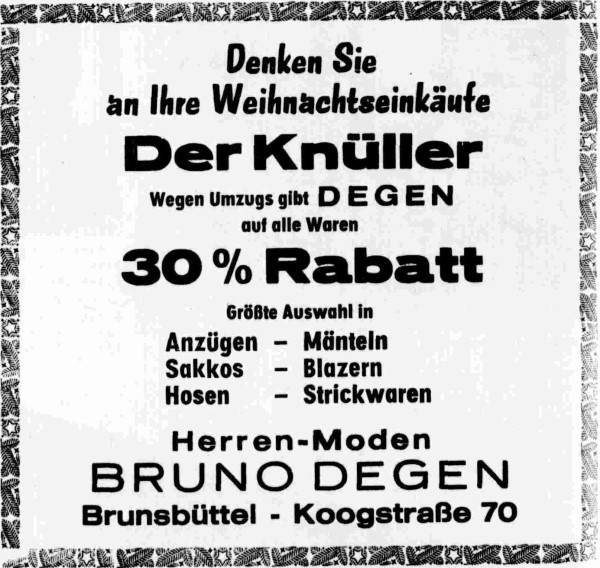 Denken Sie
an Ihre Weihnachtseinkäufe
Der Knüller
Wegen Umzugs gibt DEGEN
auf alle Waren
30 % Rabatt
Größte Auswahl in
Anzügen – Mänteln
Sakkos – Blazern
Hosen – Strickwaren
Herren-Moden
BRUNO DEGEN
Brunsbüttel - Koogstraße 70